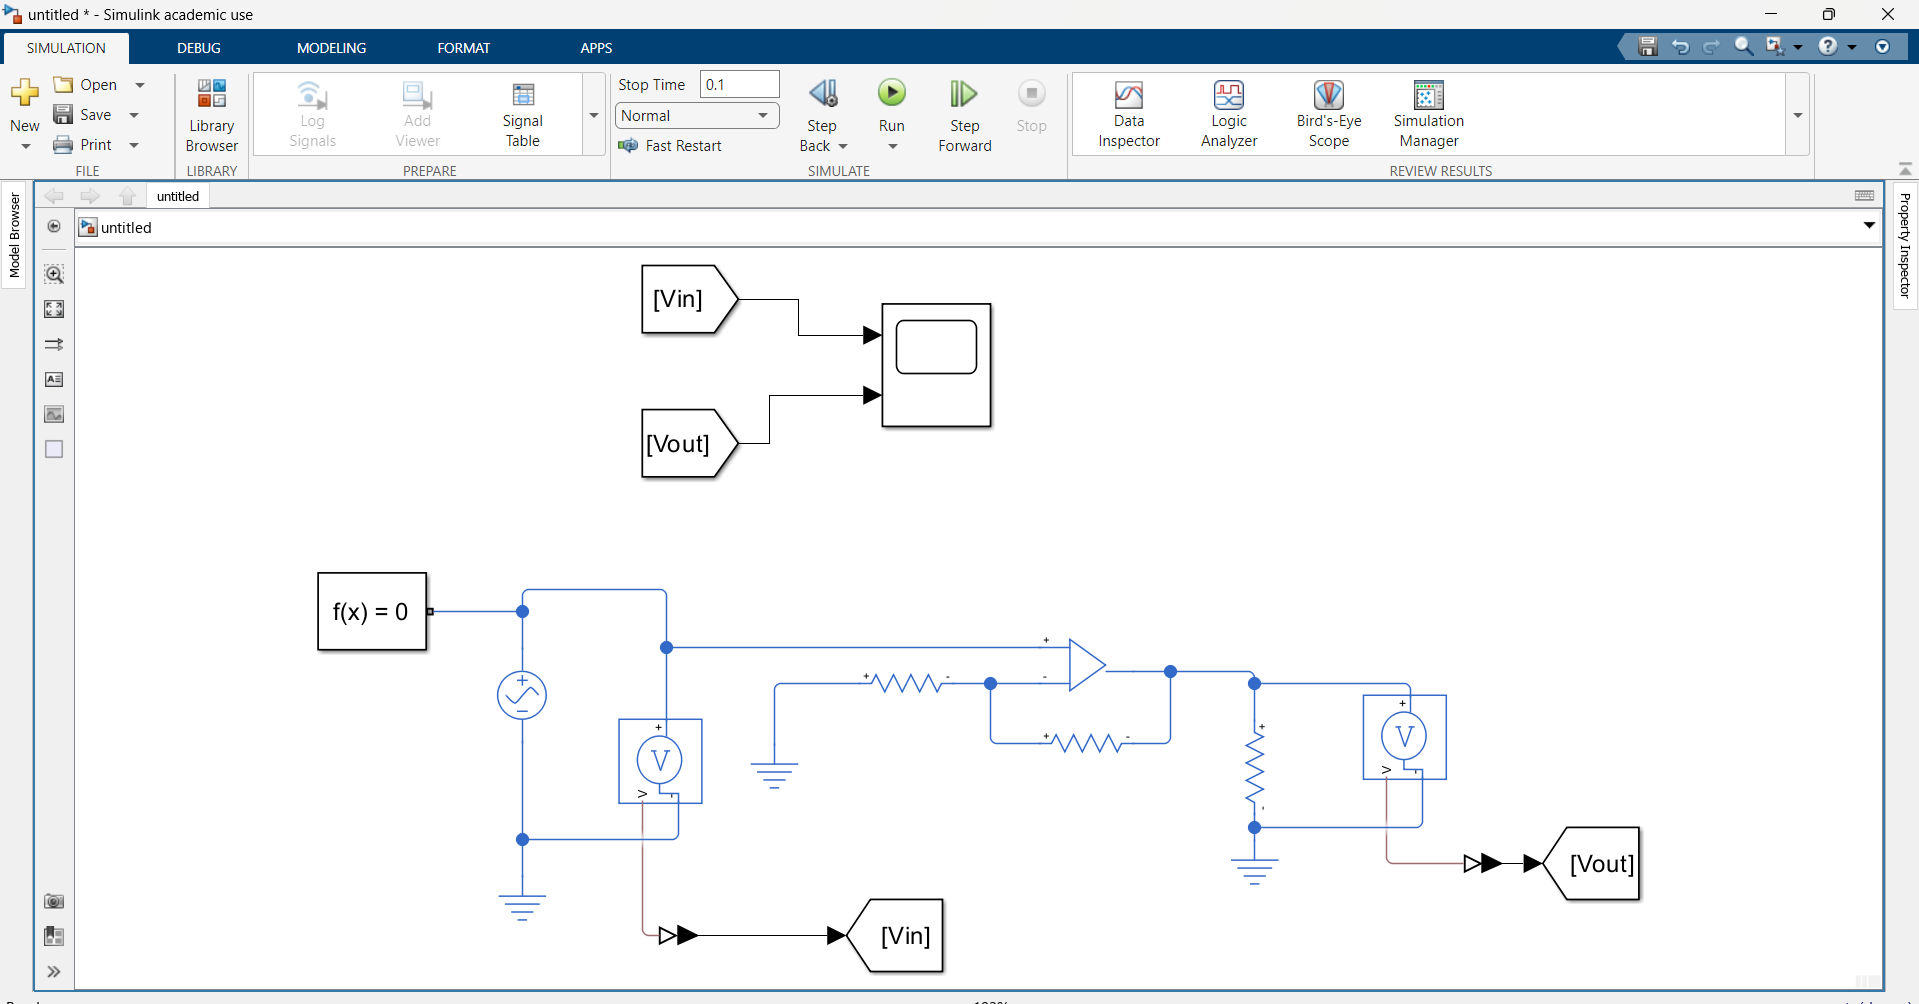 untitled * - Simulink academic use
SIMULATION DEBUG MODELING FORMAT APPS
New
Open
Save
Print
FILE
Library
Browser
LIBRARY
Log
Signals
Add
Viewer
Signal
Table
PREPARE
Stop Time 0.1
Normal
Fast Restart
Step
Back
Run
Step
Forward
Stop
SIMULATE
Data
Inspector
Logic
Analyzer
Bird's-Eye
Scope
Simulation
Manager
REVIEW RESULTS
Model Browser
Property Inspector
untitled
untitled
[Vin]
[Vout]
f(x) = 0
V
V
V
V
[Vout]
[Vin]